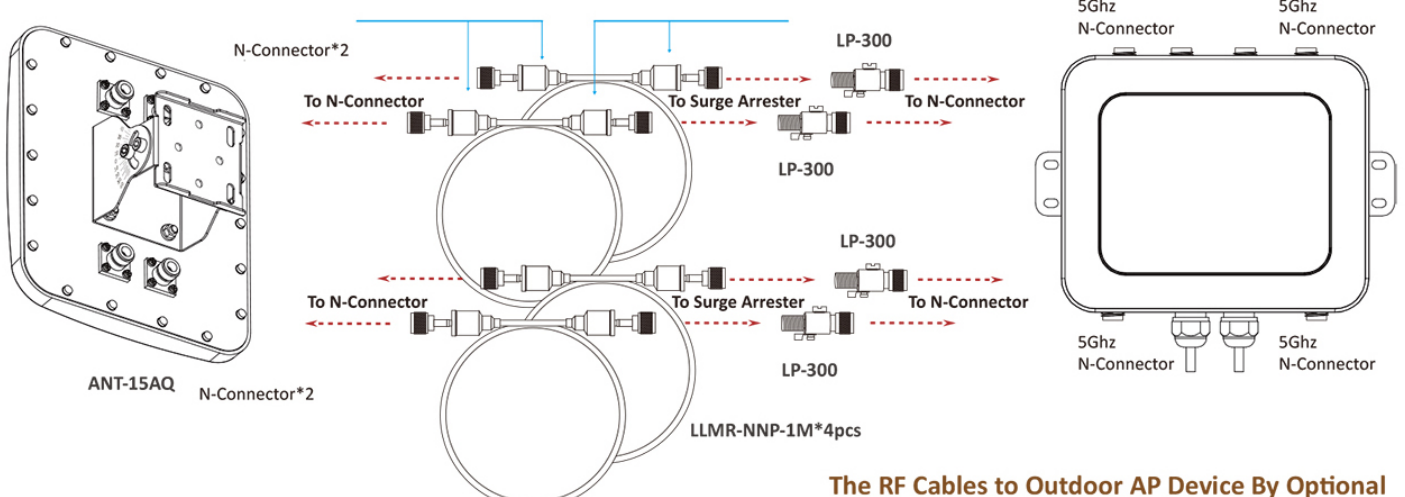 5Ghz
N-Connector
5Ghz
N-Connector
N-Connector*2
LP-300
To N-Connector
To Surge Arrester
To N-Connector
LP-300
LP-300
To N-Connector
To Surge Arrester
To N-Connector
LP-300
5Ghz
N-Connector
5Ghz
N-Connector
ANT-15AQ
N-Connector*2
LLMR-NNP-1M*4pcs
The RF Cables to Outdoor AP Device By Optional